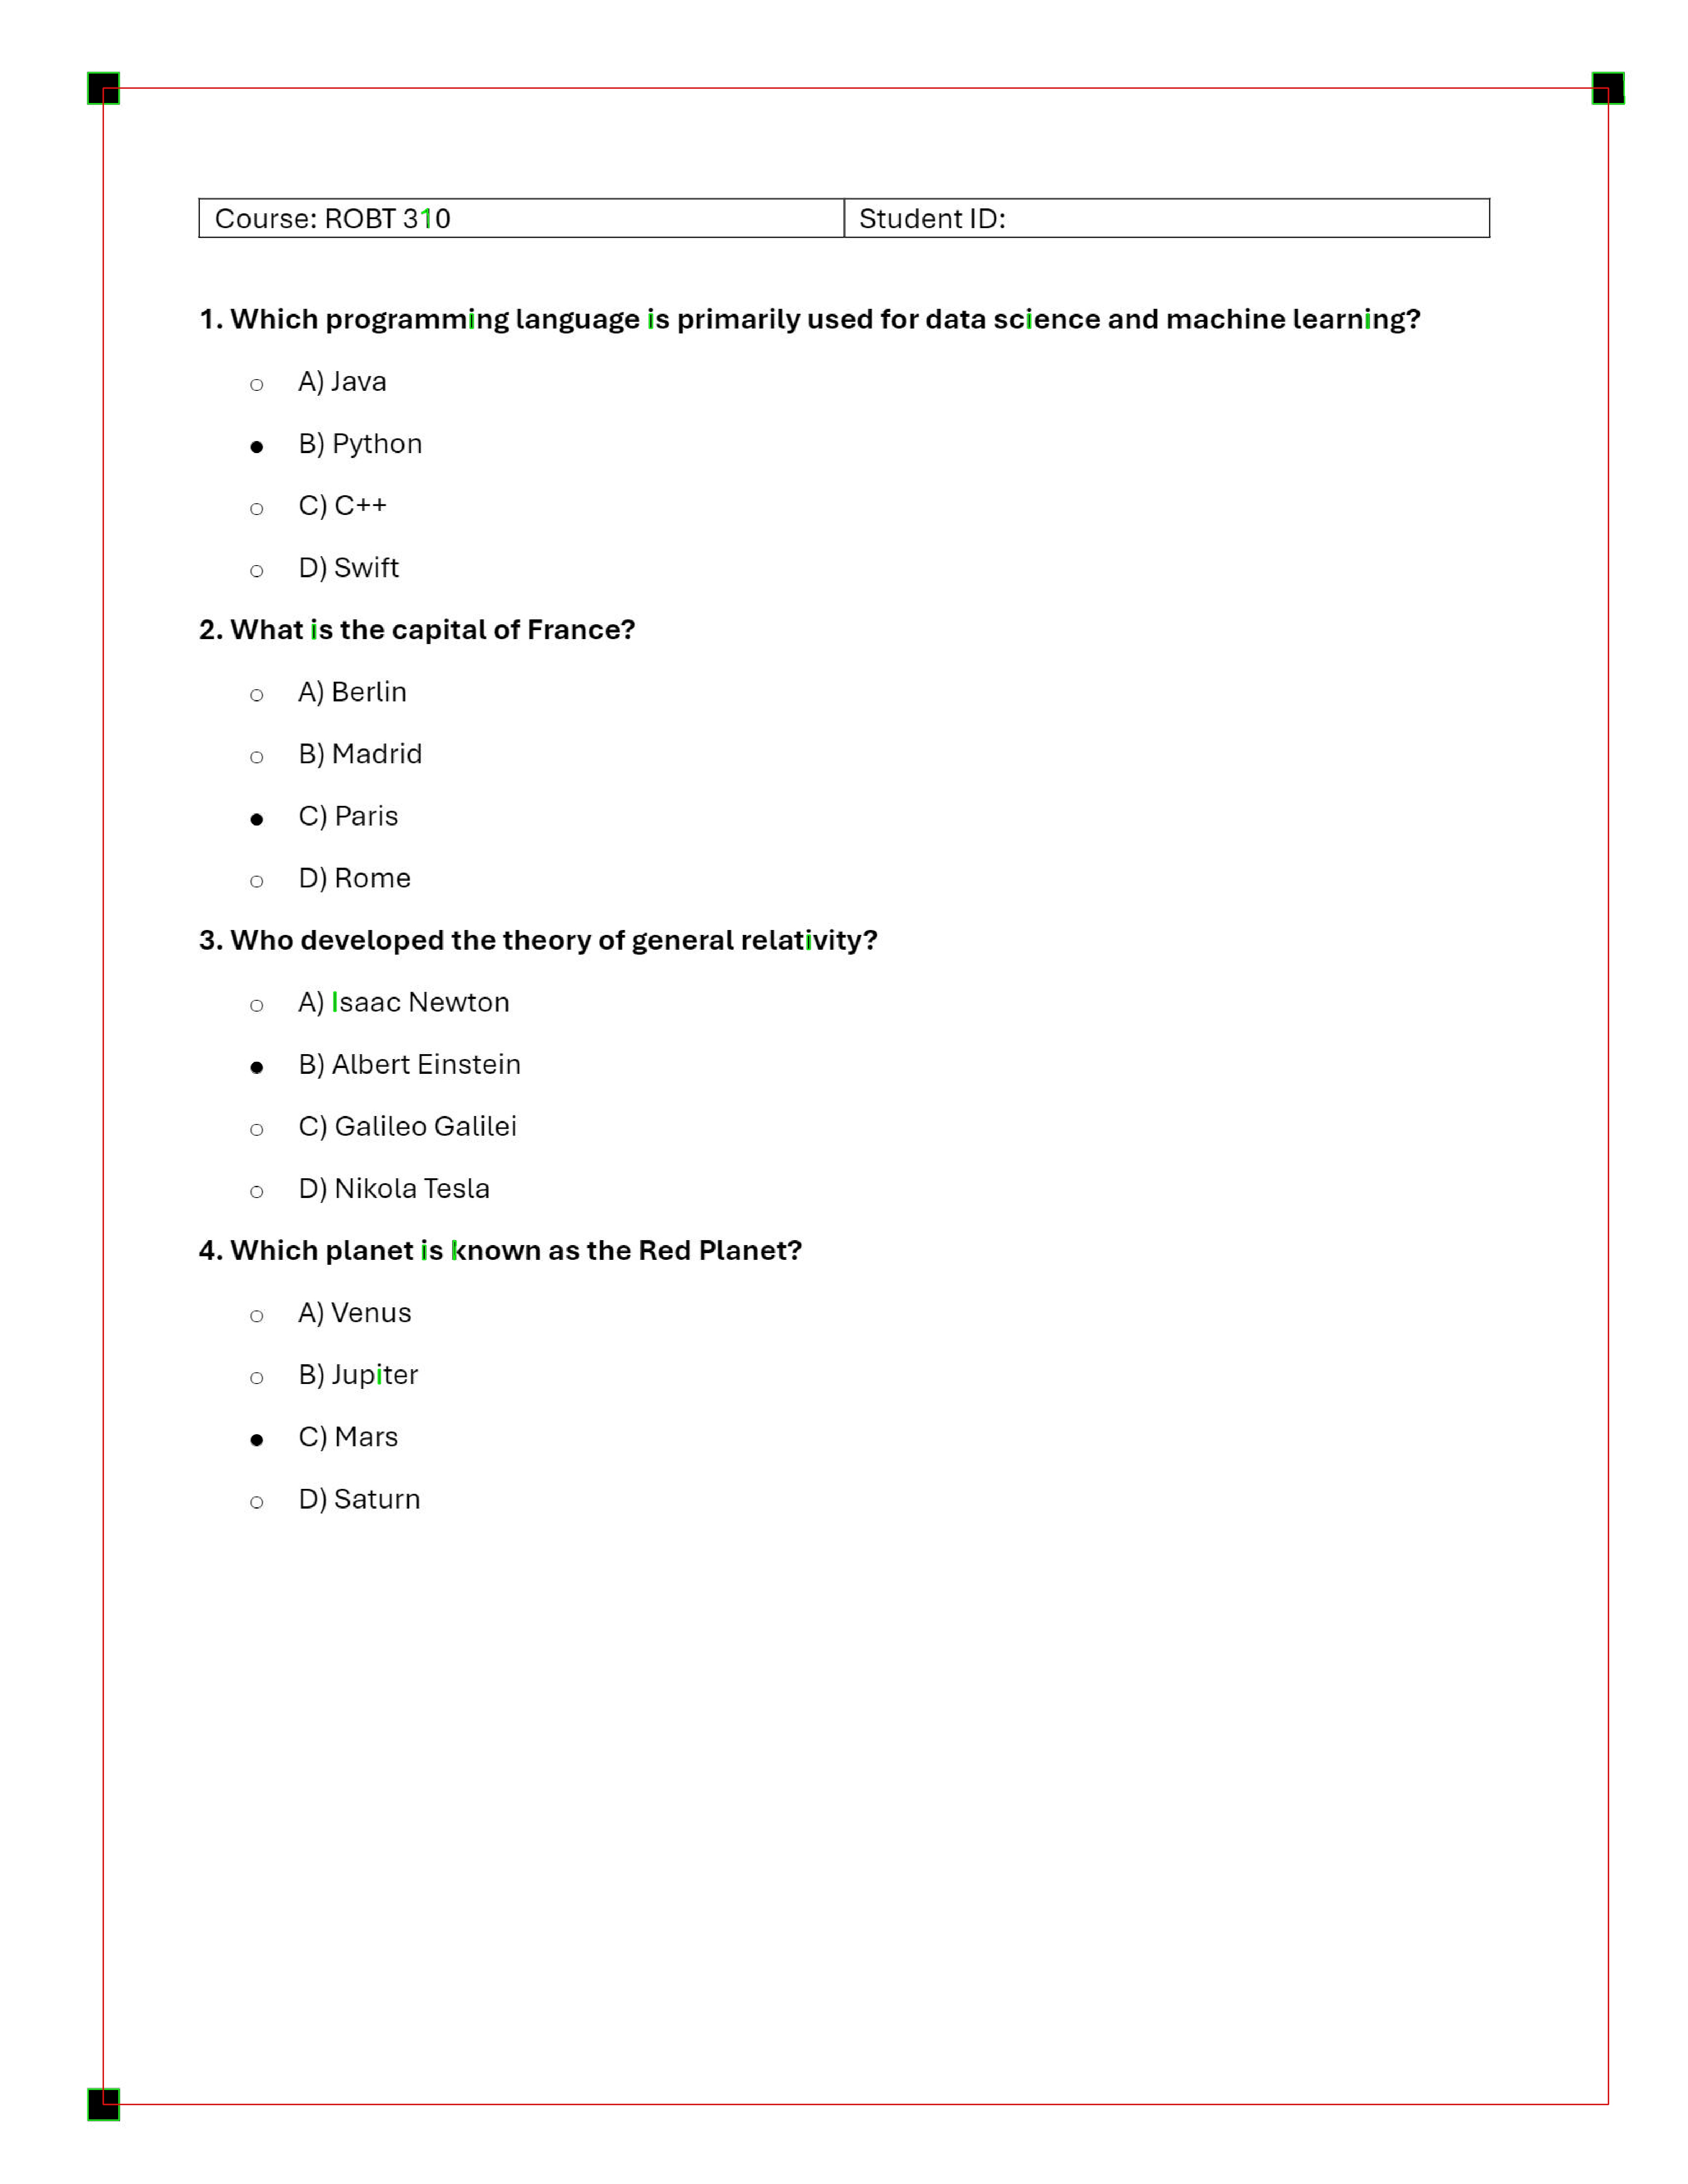 Course: ROBT 310
Student ID:
1. Which programming language is primarily used for data science and machine learning?
○ A) Java
● B) Python
○ C) C++
○ D) Swift
2. What is the capital of France?
○ A) Berlin
○ B) Madrid
● C) Paris
○ D) Rome
3. Who developed the theory of general relativity?
○ A) Isaac Newton
● B) Albert Einstein
○ C) Galileo Galilei
○ D) Nikola Tesla
4. Which planet is known as the Red Planet?
○ A) Venus
○ B) Jupiter
● C) Mars
○ D) Saturn